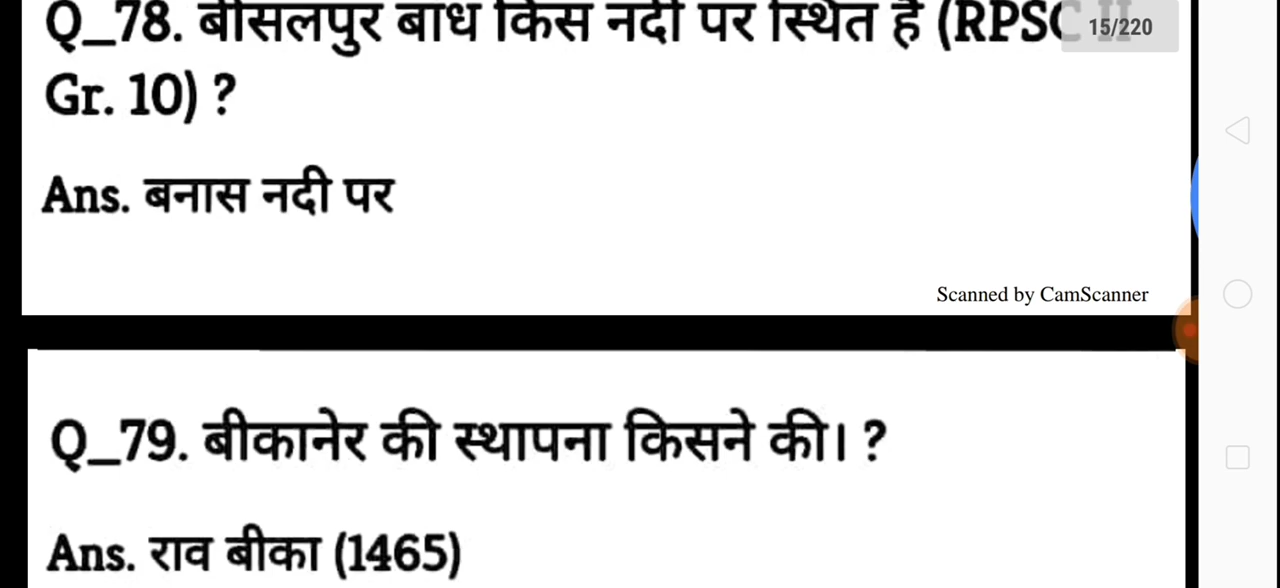 Q_78. बीसलपुर बांध किस नदी पर स्थित है (RPSC II
15/220
Gr. 10) ?
Ans. बनास नदी पर
Scanned by CamScanner
Q_79. बीकानेर की स्थापना किसने की। ?
Ans. राव बीका (1465)